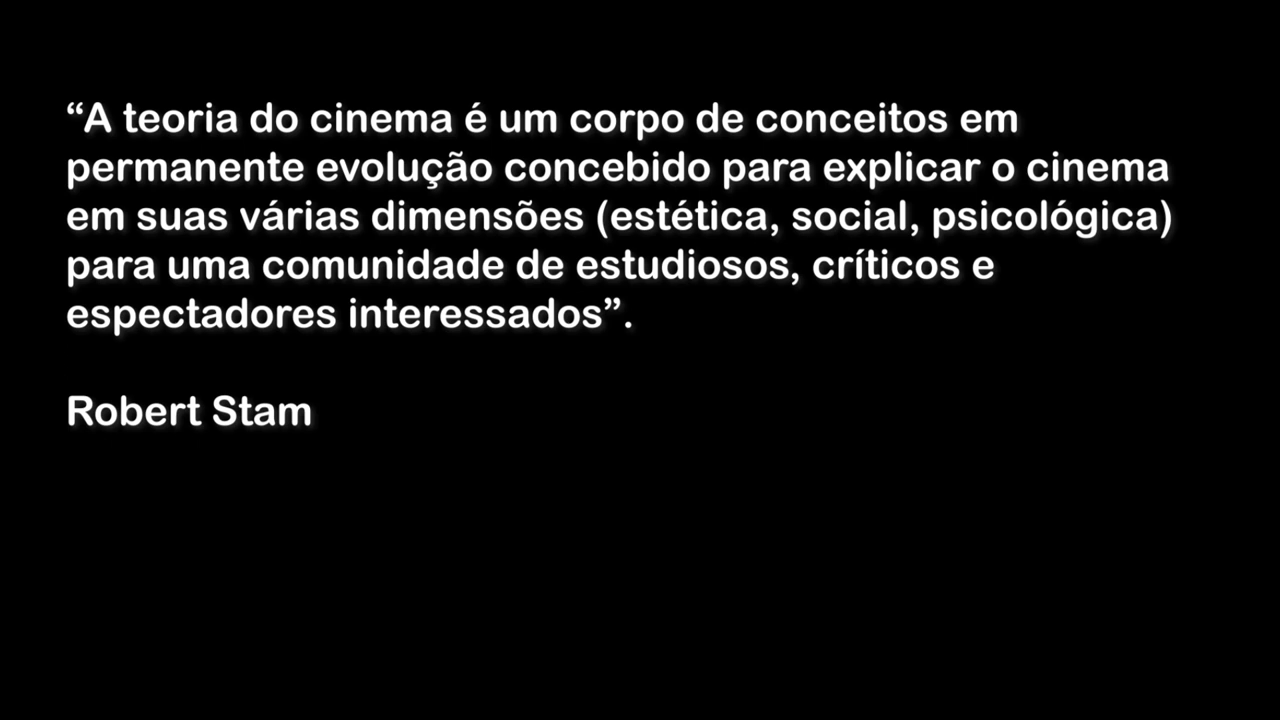 “A teoria do cinema é um corpo de conceitos em
permanente evolução concebido para explicar o cinema
em suas várias dimensões (estética, social, psicológica)
para uma comunidade de estudiosos, críticos e
espectadores interessados”.
Robert Stam